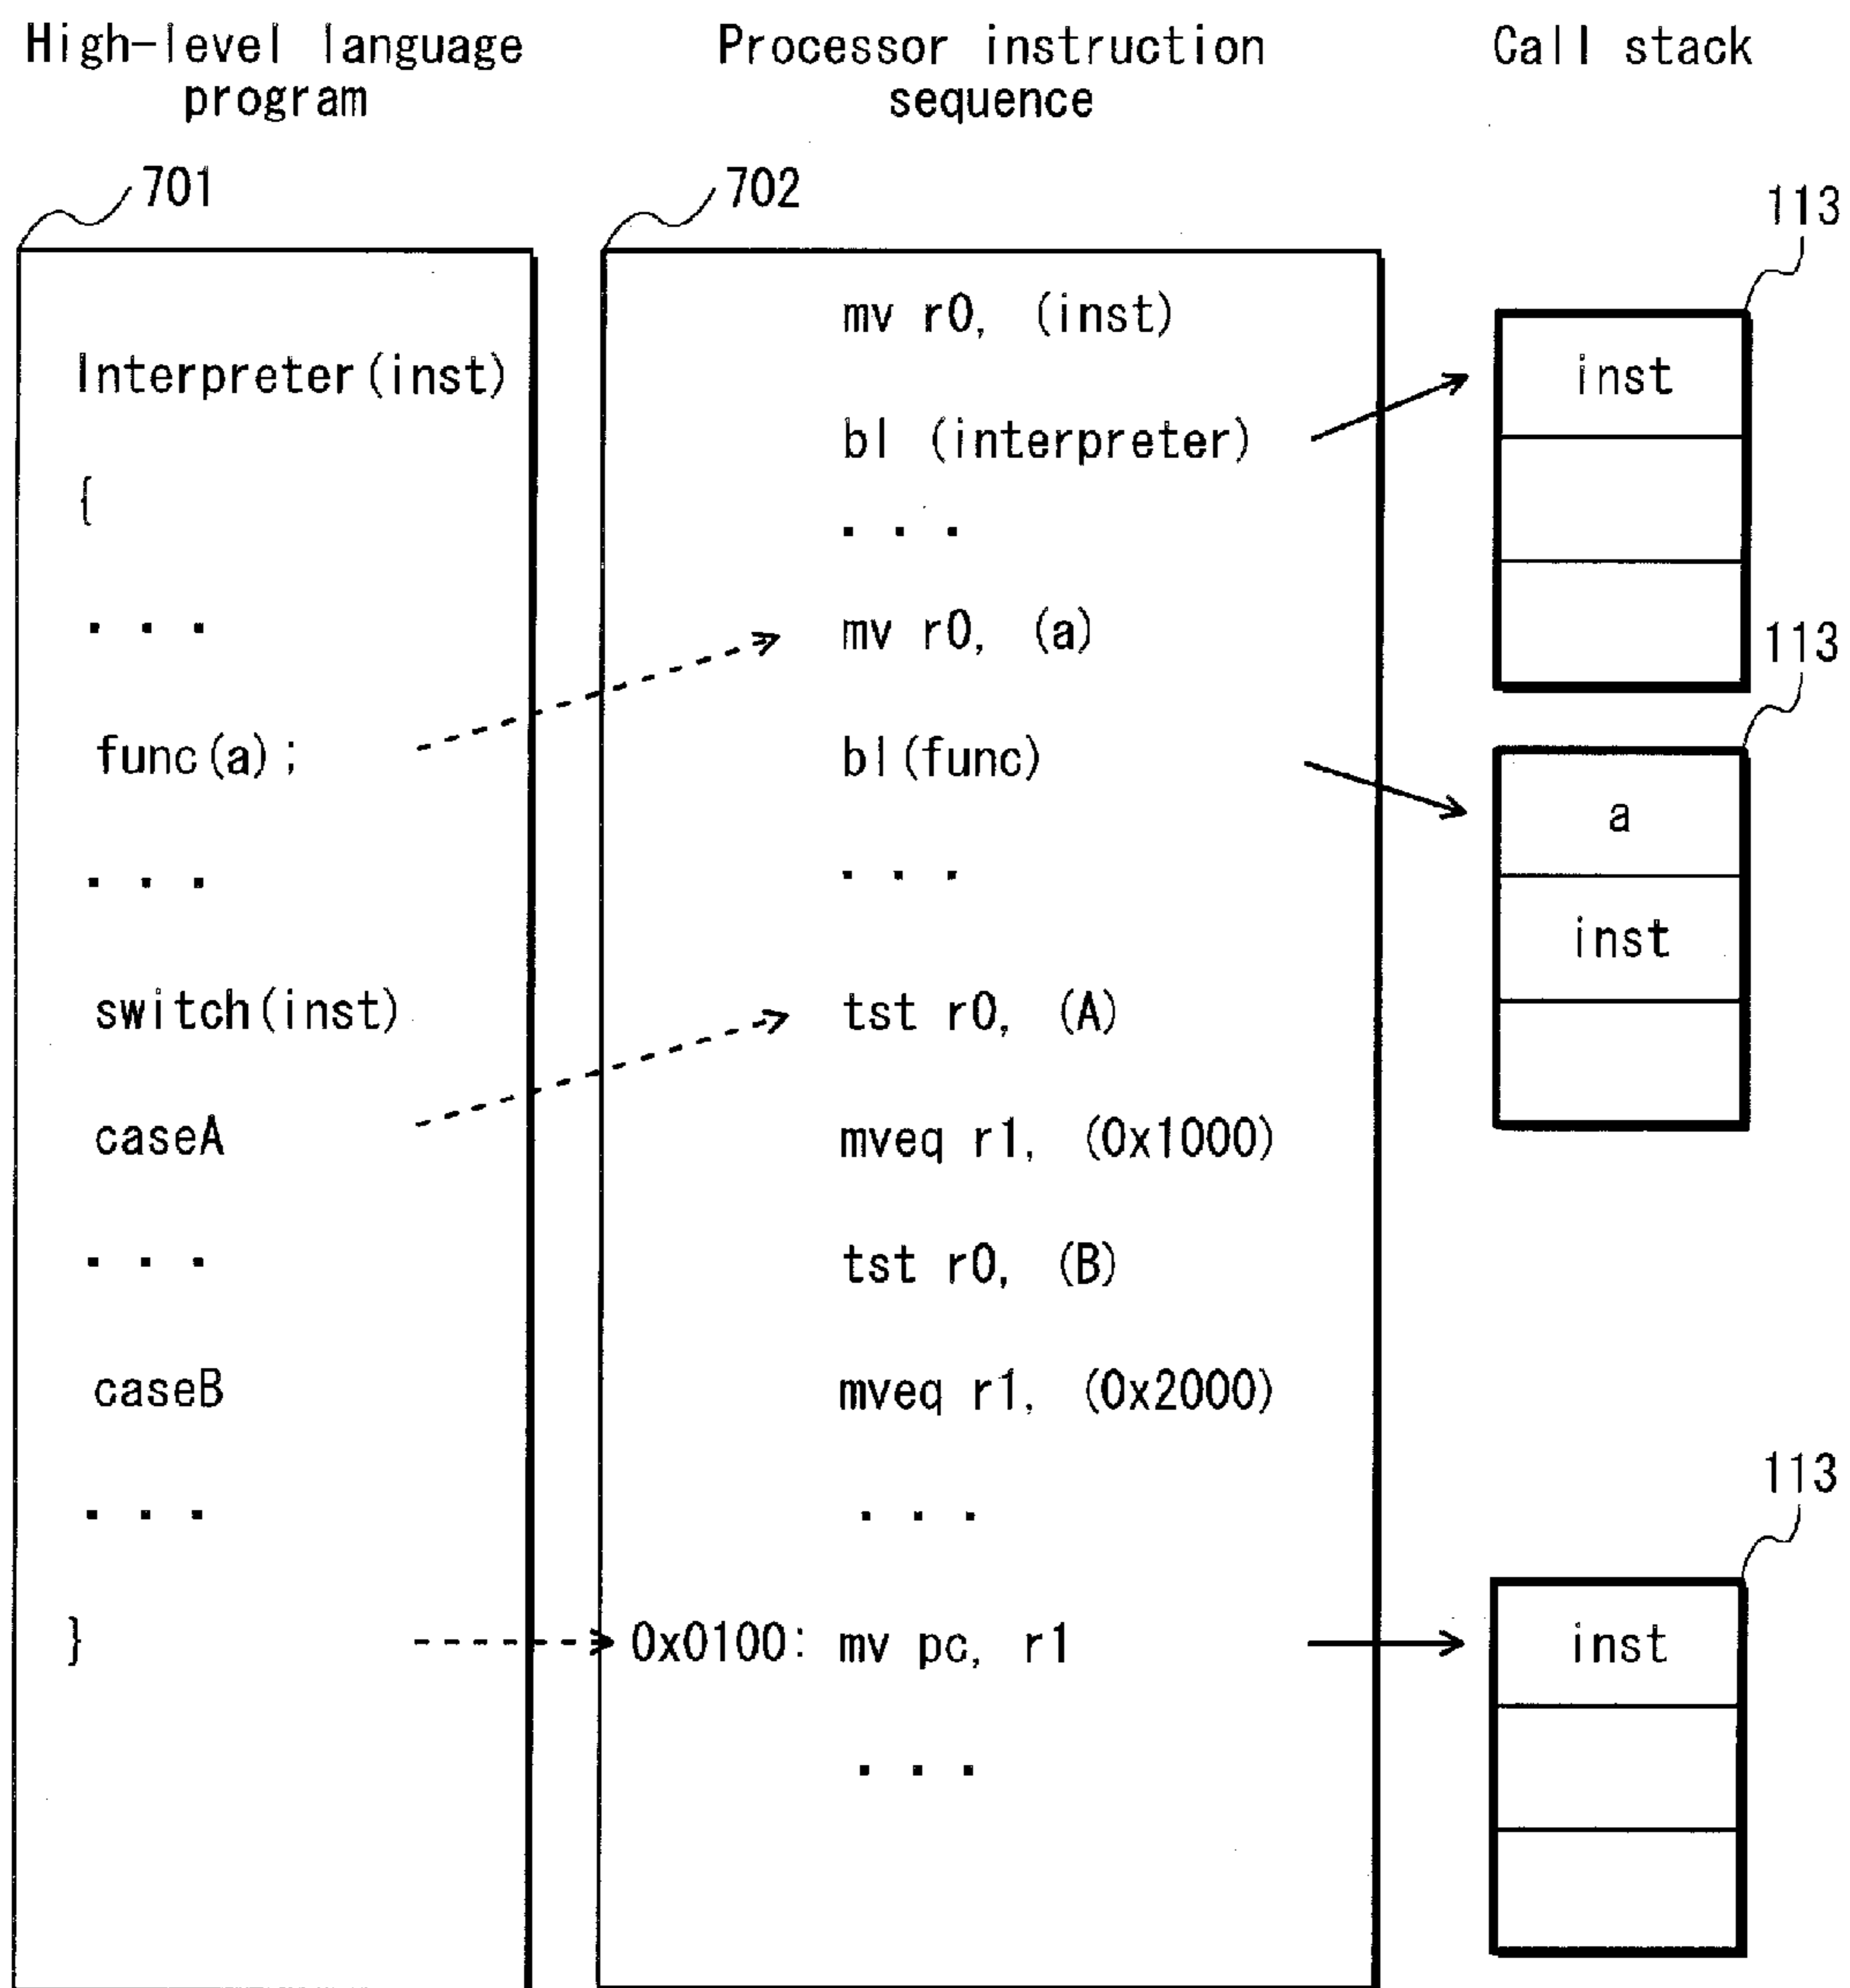 High-level language
program
Processor instruction
sequence
Call stack
701
Interpreter(inst)
{
. . .
func(a);
. . .
switch(inst)
caseA
. . .
caseB
. . .
}
702
mv r0, (inst)
bl (interpreter)
. . .
mv r0, (a)
bl(func)
. . .
tst r0, (A)
mveq r1, (0x1000)
tst r0, (B)
mveq r1, (0x2000)
. . .
0x0100: mv pc, r1
. . .
113
inst
113
a
inst
113
inst